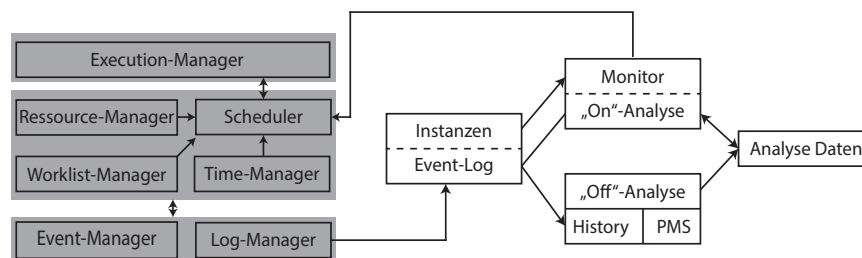 Execution-Manager
Ressource-Manager
Scheduler
Worklist-Manager
Time-Manager
Event-Manager
Log-Manager
Instanzen
Event-Log
Monitor
„On“-Analyse
„Off“-Analyse
History
PMS
Analyse Daten